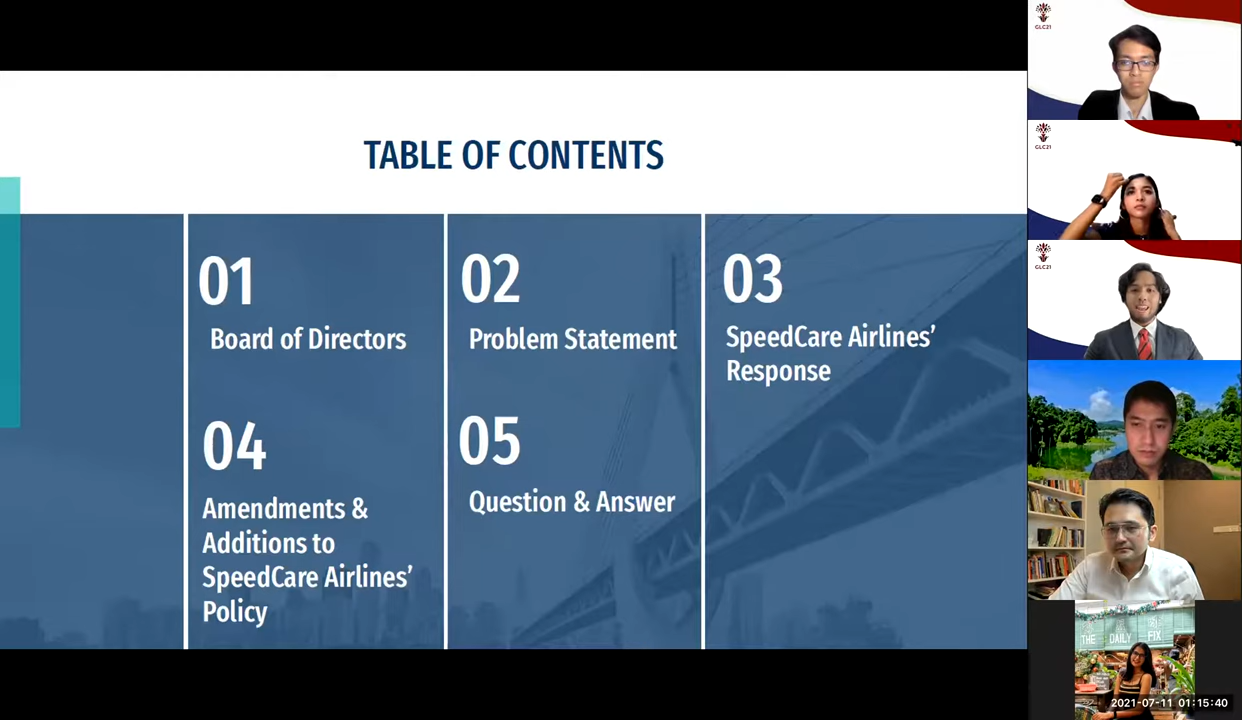 TABLE OF CONTENTS
01
Board of Directors
02
Problem Statement
03
SpeedCare Airlines’
Response
04
Amendments &
Additions to
SpeedCare Airlines’
Policy
05
Question & Answer
GLC21
GLC21
GLC21
THE DAILY FIX
2021-07-11 01:15:40